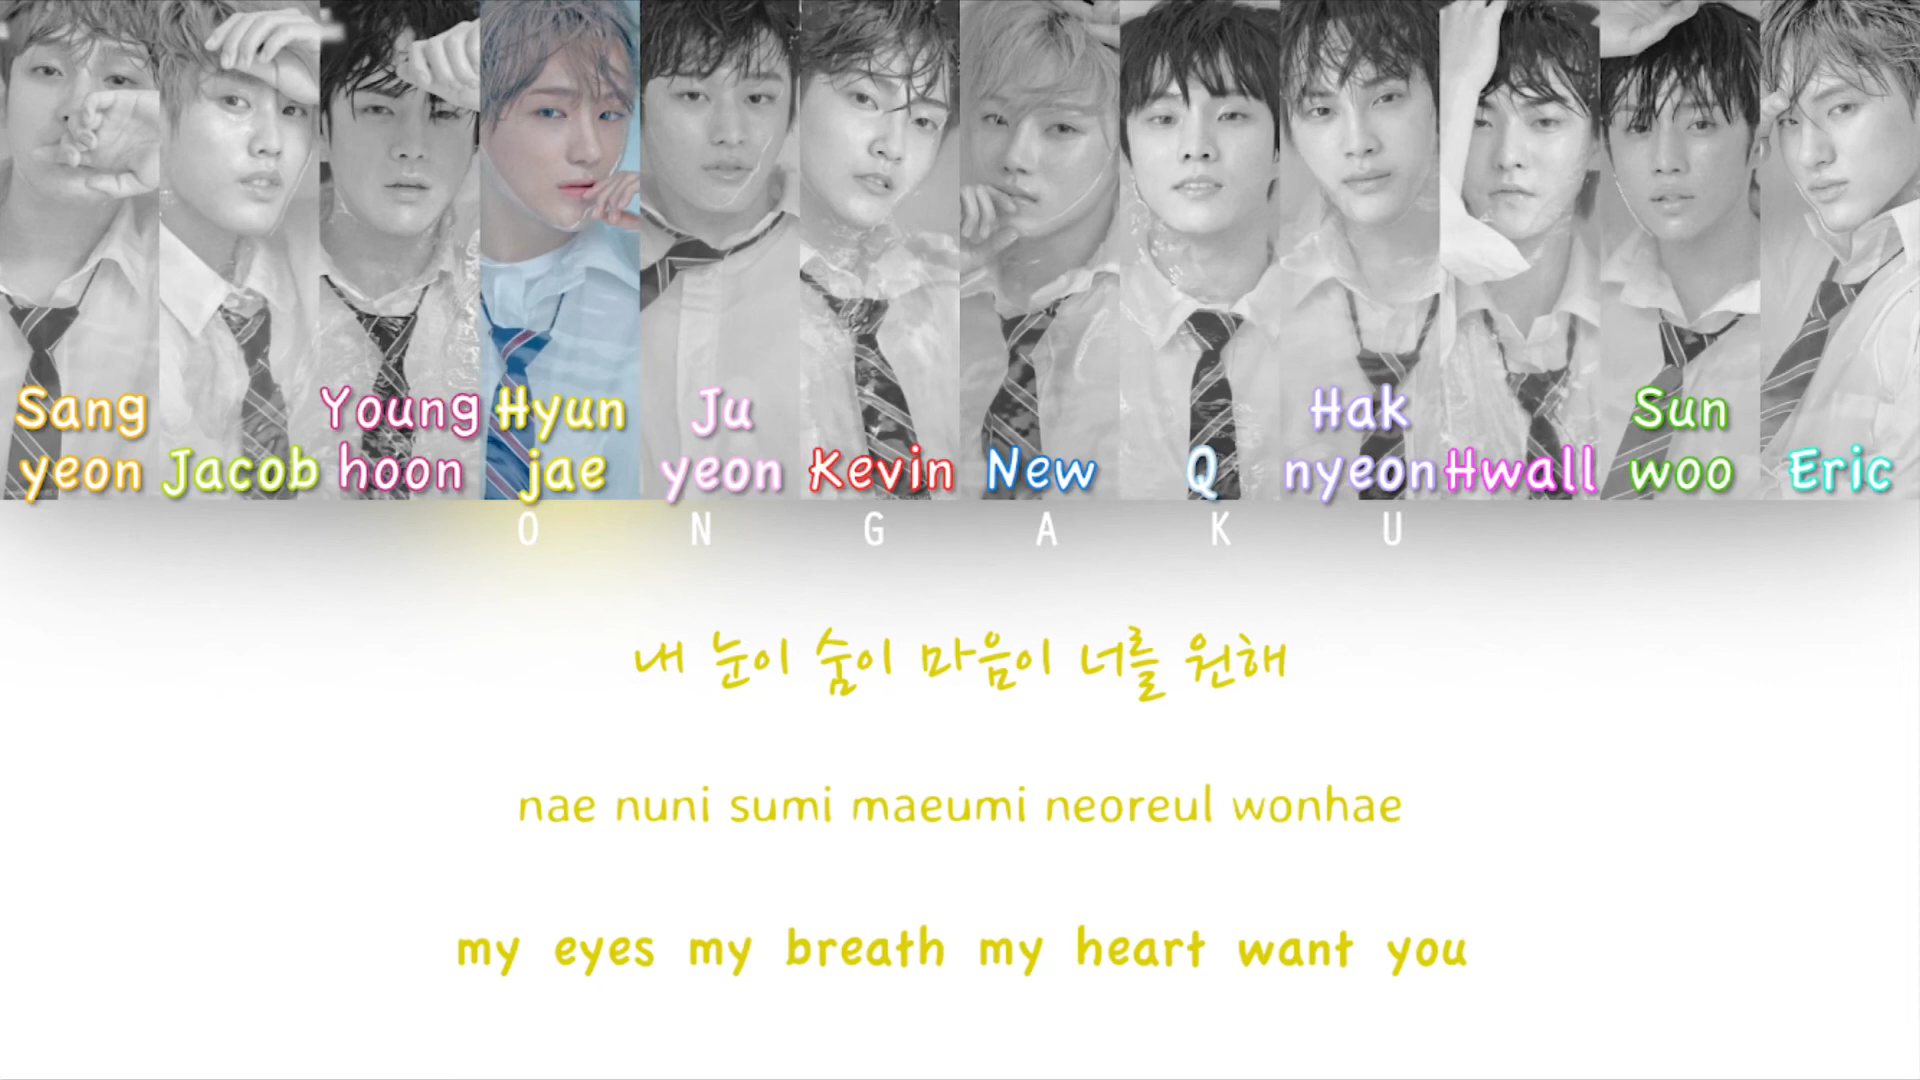 Sang
yeon
Jacob
Young
hoon
Hyun
jae
Ju
yeon
Kevin
New
Q
Hak
nyeon
Hwall
Sun
woo
Eric
ONGAKU
내 눈이 숨이 마음이 너를 원해
nae nuni sumi maeumi neoreul wonhae
my eyes my breath my heart want you